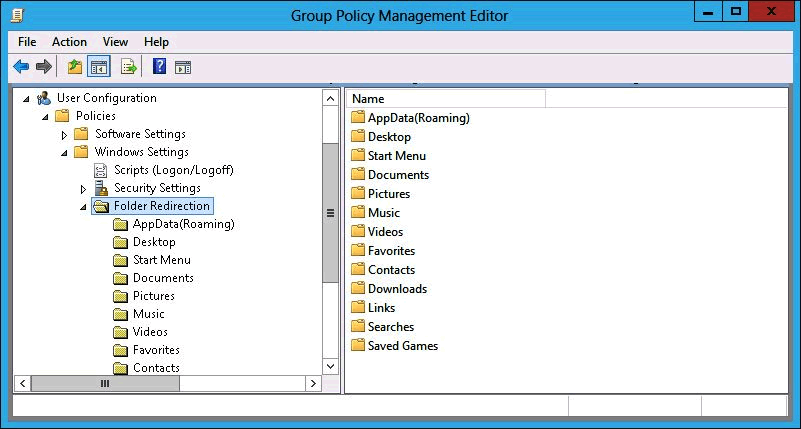 Group Policy Management Editor
File Action View Help
User Configuration
Policies
Software Settings
Windows Settings
Scripts (Logon/Logoff)
Security Settings
Folder Redirection
AppData(Roaming)
Desktop
Start Menu
Documents
Pictures
Music
Videos
Favorites
Contacts
Name
AppData(Roaming)
Desktop
Start Menu
Documents
Pictures
Music
Videos
Favorites
Contacts
Downloads
Links
Searches
Saved Games